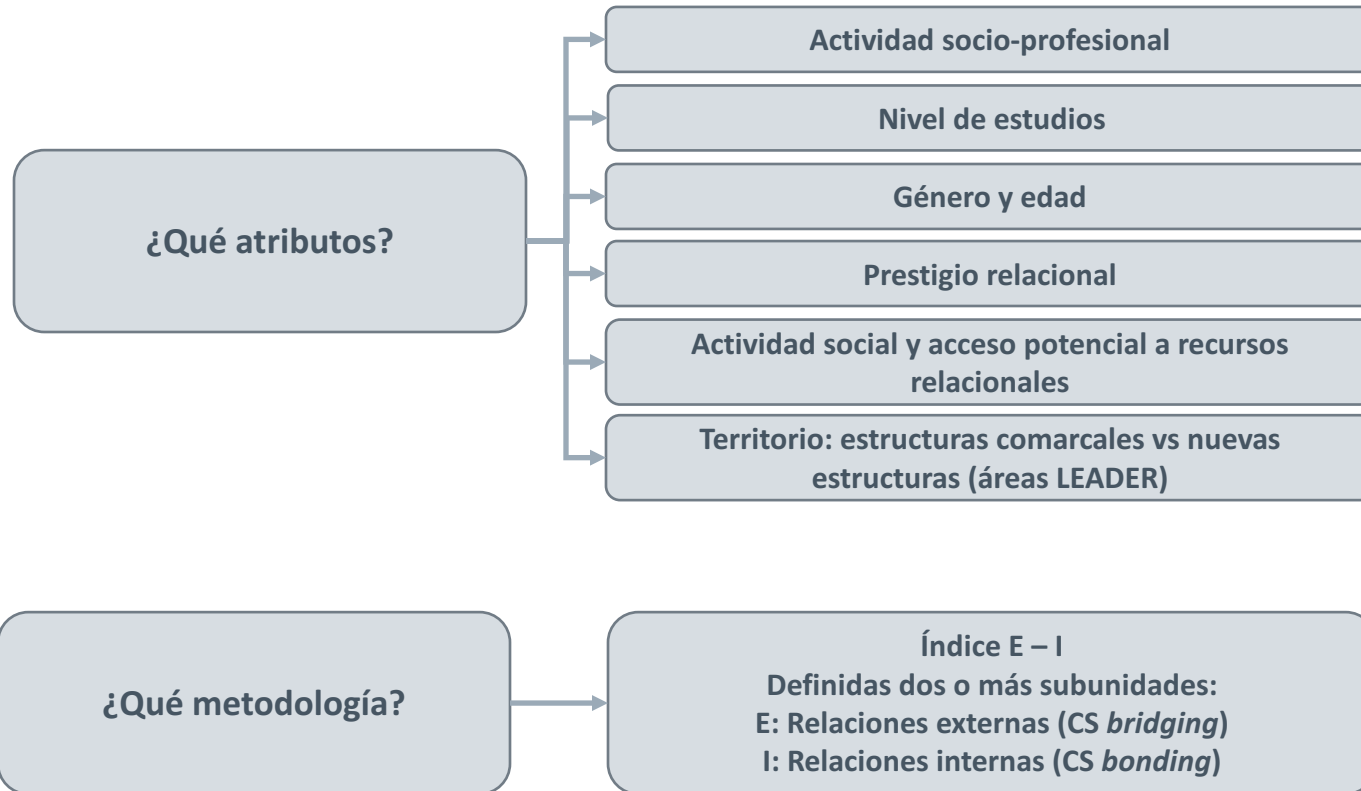 Actividad socio-profesional
Nivel de estudios
Género y edad
¿Qué atributos?
Prestigio relacional
Actividad social y acceso potencial a recursos
relacionales
Territorio: estructuras comarcales vs nuevas
estructuras (áreas LEADER)
¿Qué metodología?
Índice E – I
Definidas dos o más subunidades:
E: Relaciones externas (CS bridging)
I: Relaciones internas (CS bonding)